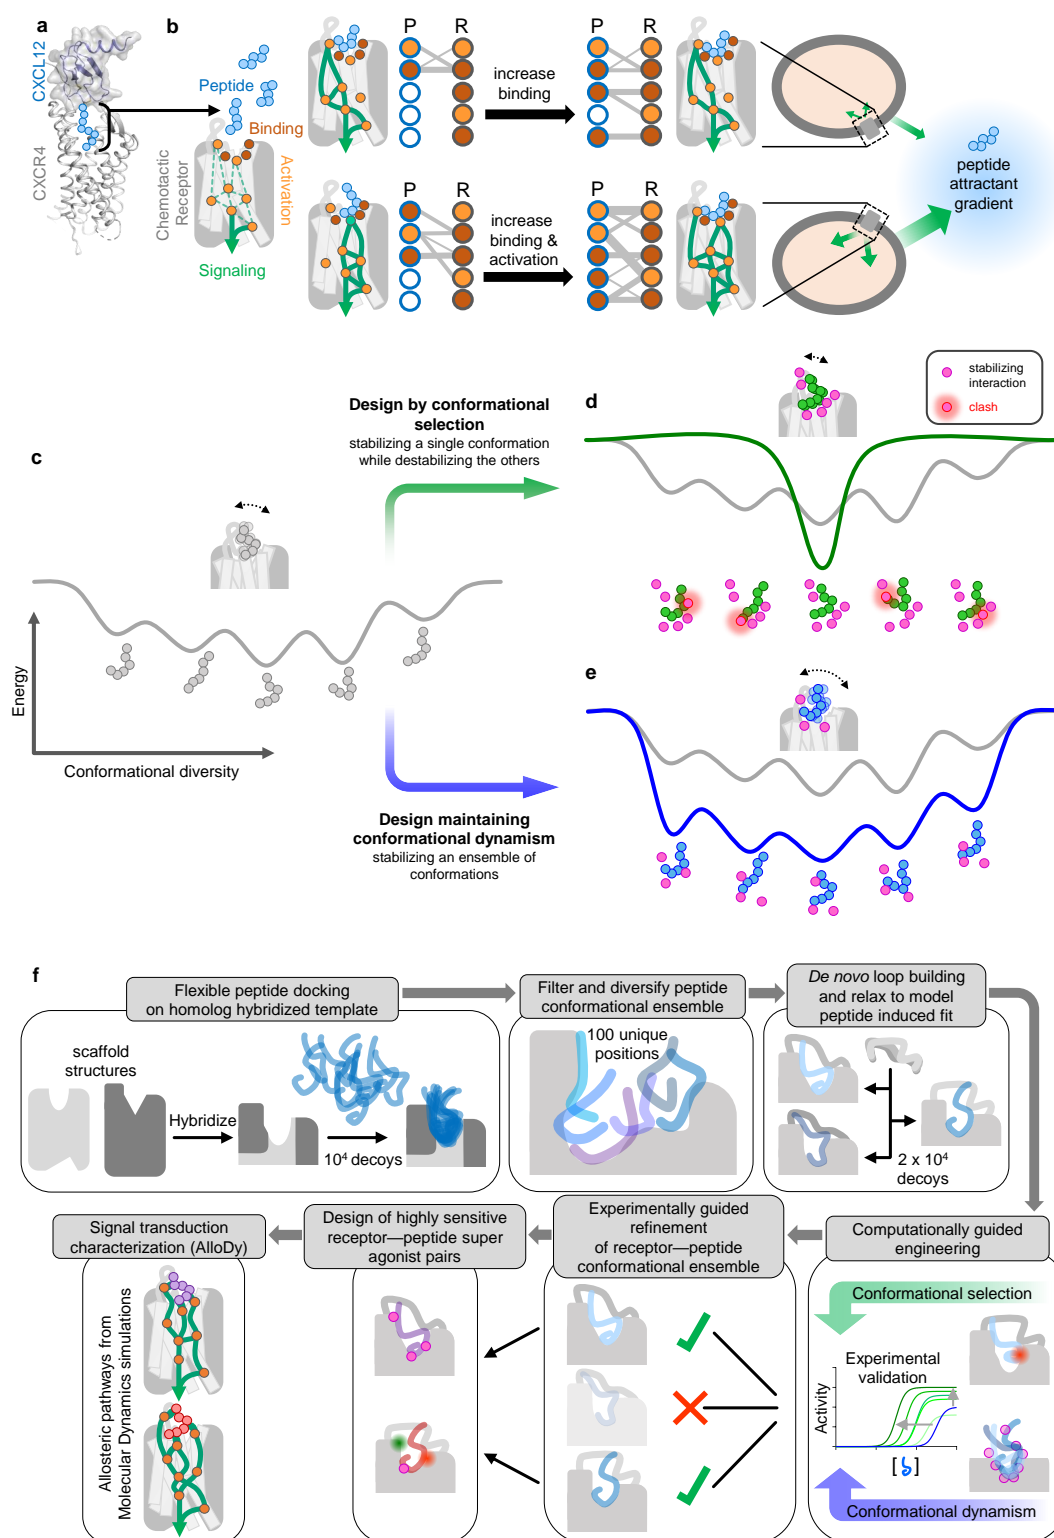 a
b
CXCL12
CXCR4
Peptide
Binding
Chemotactic
Receptor
Activation
Signaling
P
R
increase
binding
P
R
P
R
increase
binding &
activation
P
R
peptide
attractant
gradient
c
Energy
Conformational diversity
Design by conformational
selection
stabilizing a single conformation
while destabilizing the others
Design maintaining
conformational dynamism
stabilizing an ensemble of
conformations
d
stabilizing
interaction
clash
e
f
Flexible peptide docking
on homolog hybridized template
scaffold
structures
Hybridize
10⁴ decoys
Filter and diversify peptide
conformational ensemble
100 unique
positions
De novo loop building
and relax to model
peptide induced fit
2 x 10⁴
decoys
Computationally guided
engineering
Conformational selection
Experimental
validation
Activity
[ ]
Conformational dynamism
Experimentally guided
refinement
of receptor—peptide
conformational ensemble
Design of highly sensitive
receptor—peptide super
agonist pairs
Signal transduction
characterization (AlloDy)
Allosteric pathways from
Molecular Dynamics simulations